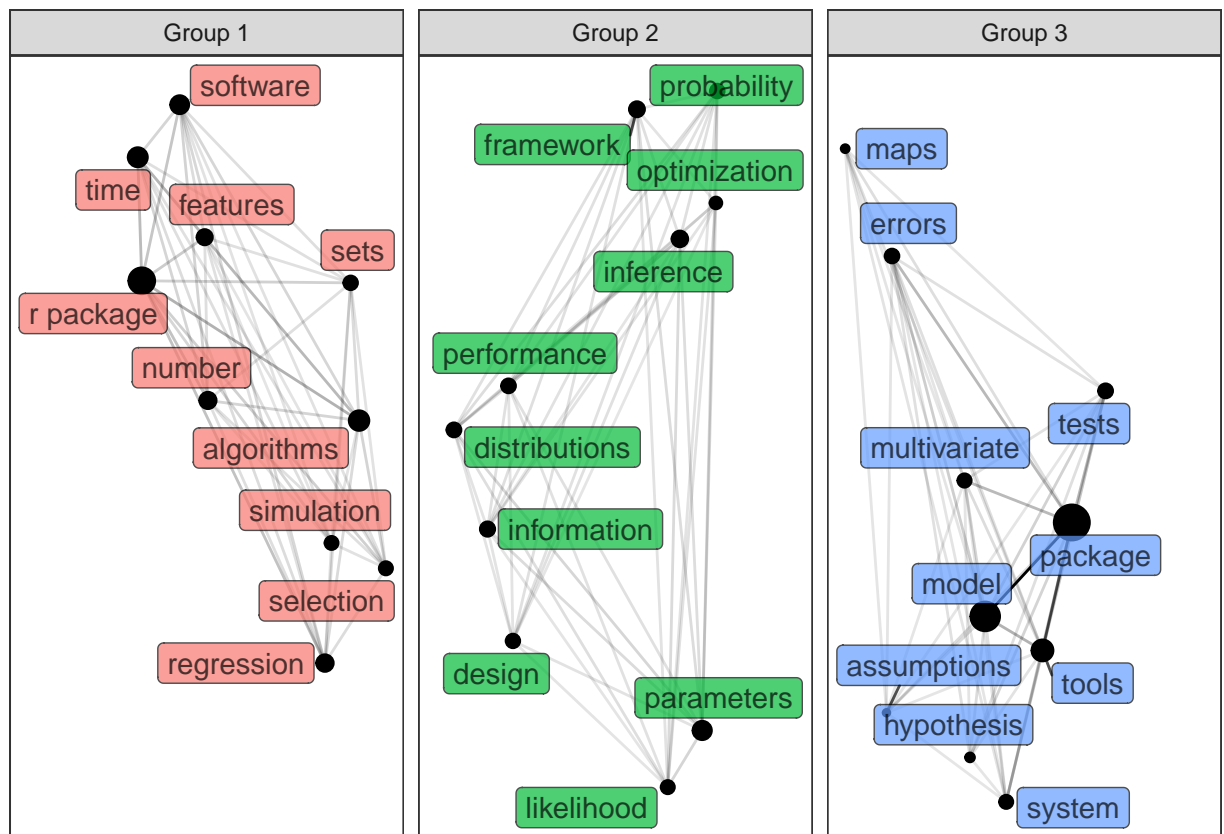 Group 1
Group 2
Group 3
software
time
features
sets
r package
number
algorithms
simulation
selection
regression
probability
framework
optimization
inference
performance
distributions
information
design
parameters
likelihood
maps
errors
tests
multivariate
package
model
assumptions
tools
hypothesis
system